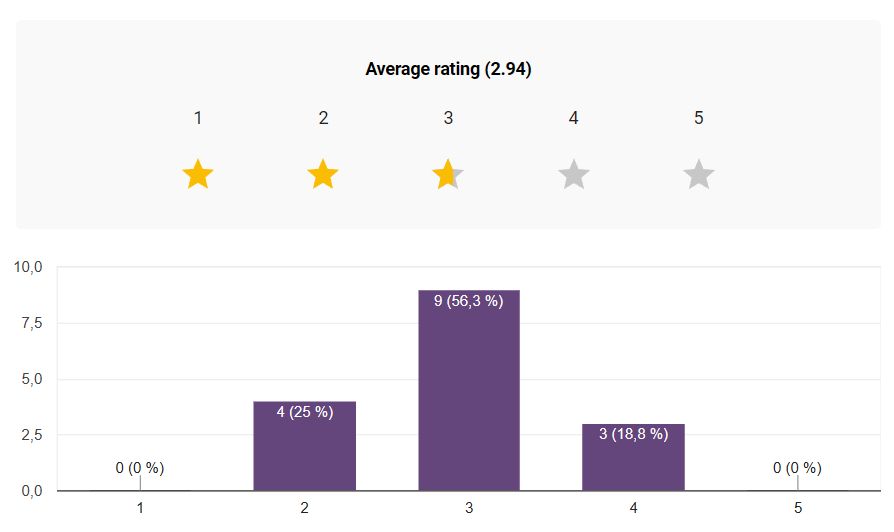 Average rating (2.94)
1 2 3 4 5
10,0
9 (56,3 %)
7,5
5,0
4 (25 %)
3 (18,8 %)
2,5
0 (0 %) 0 (0 %)
0,0
1 2 3 4 5